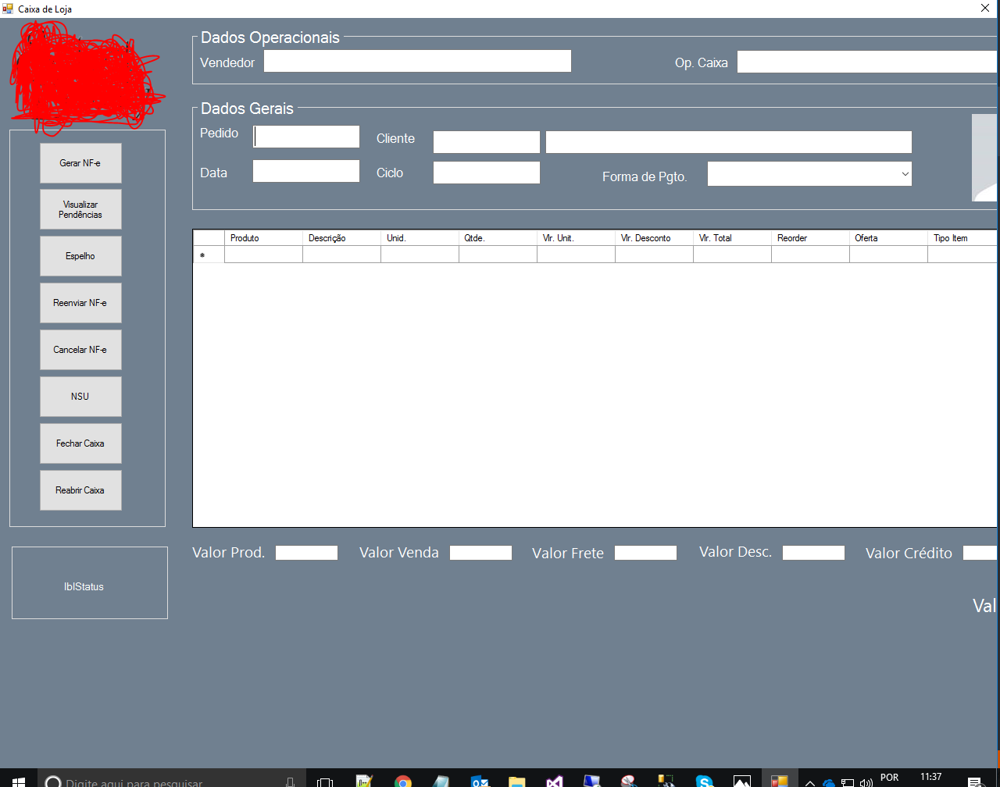 Caixa de Loja
Dados Operacionais
Vendedor
Op. Caixa
Dados Gerais
Pedido
Cliente
Data
Ciclo
Forma de Pgto.
Gerar NF-e
Visualizar
Pendências
Espelho
Reenviar NF-e
Cancelar NF-e
NSU
Fechar Caixa
Reabrir Caixa
Produto Descrição Unid. Qtde. Vlr. Unit. Vlr. Desconto Vlr. Total Reorder Oferta Tipo Item
Valor Prod. Valor Venda Valor Frete Valor Desc. Valor Crédito
lblStatus
Val
Digite aqui para pesquisar
POR
11:37